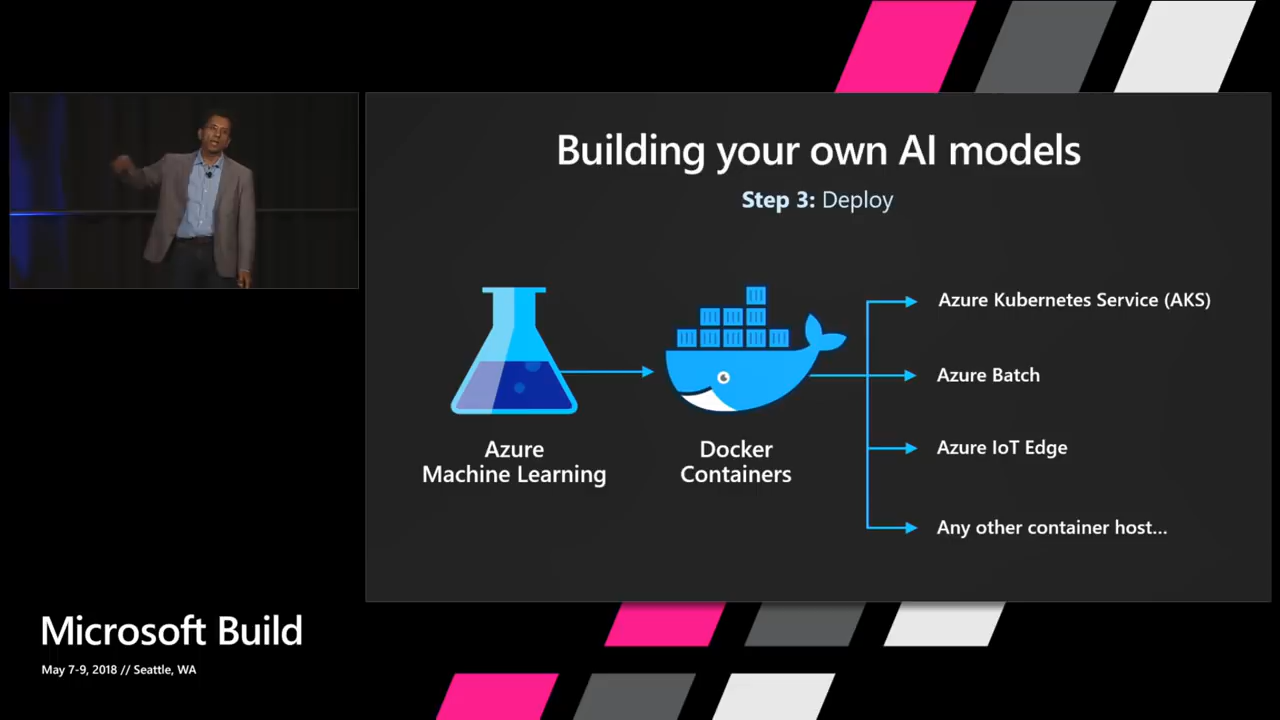 Building your own AI models
Step 3: Deploy
Azure
Machine Learning
Docker
Containers
Azure Kubernetes Service (AKS)
Azure Batch
Azure IoT Edge
Any other container host...
Microsoft Build
May 7-9, 2018 // Seattle, WA